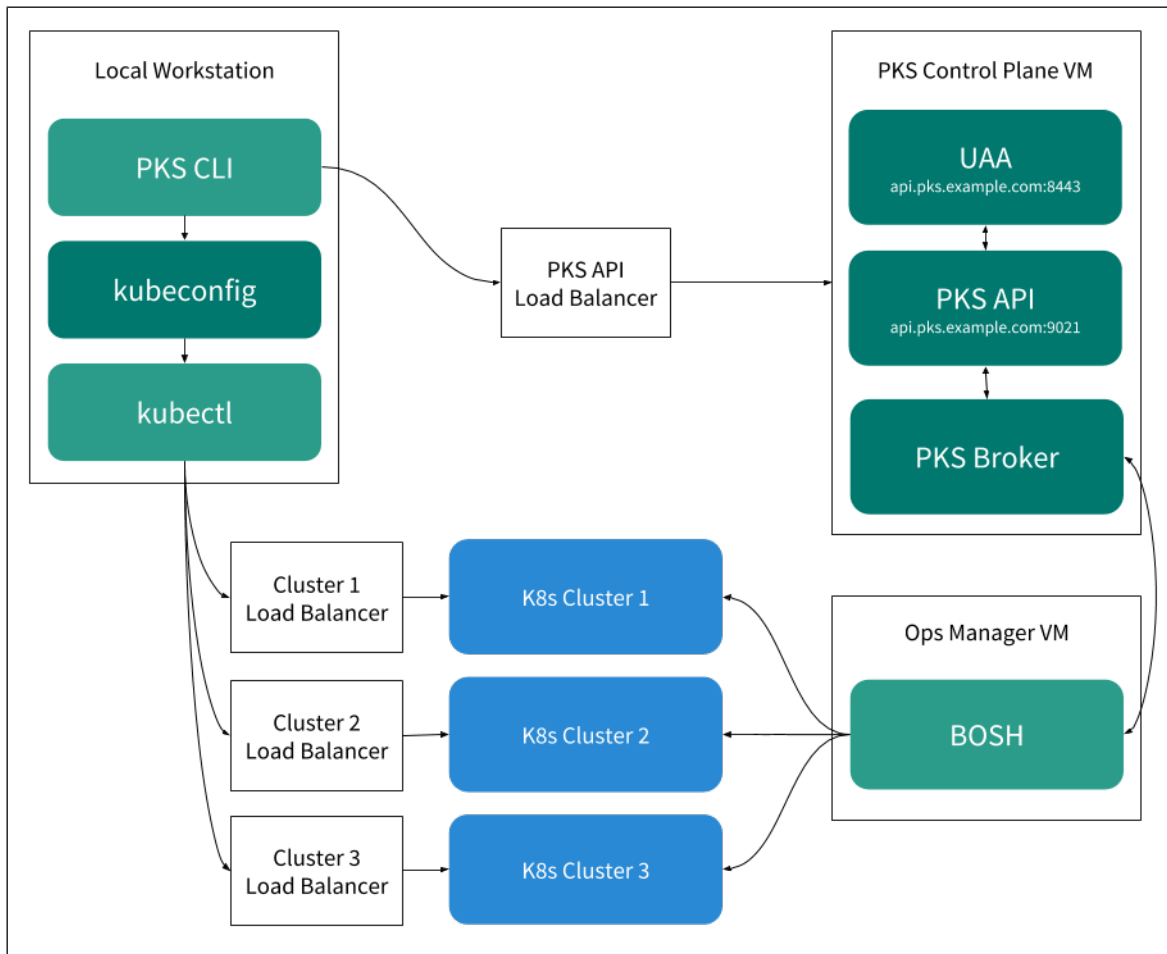 Local Workstation
PKS CLI
kubeconfig
kubectl
PKS API
Load Balancer
PKS Control Plane VM
UAA
api.pks.example.com:8443
PKS API
api.pks.example.com:9021
PKS Broker
Cluster 1
Load Balancer
K8s Cluster 1
Cluster 2
Load Balancer
K8s Cluster 2
Cluster 3
Load Balancer
K8s Cluster 3
Ops Manager VM
BOSH